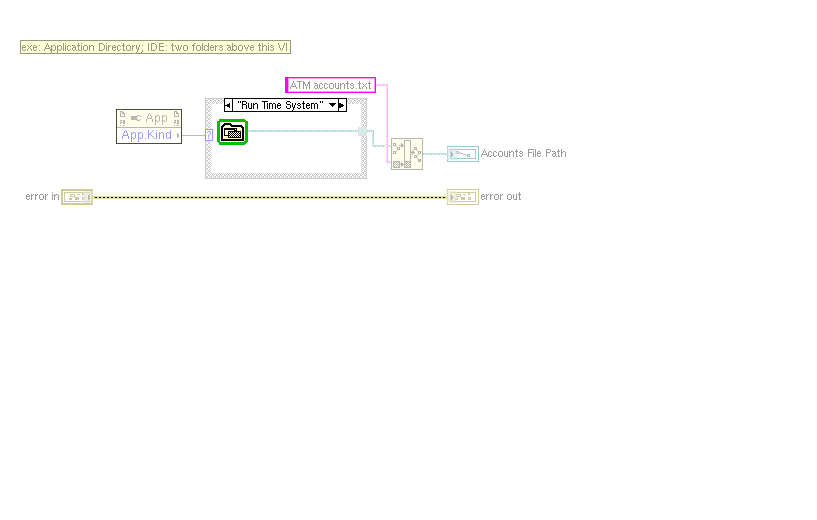 exe: Application Directory; IDE: two folders above this VI
ATM accounts.txt
"Run Time System"
App
App.Kind
?
Accounts File Path
error in
error out